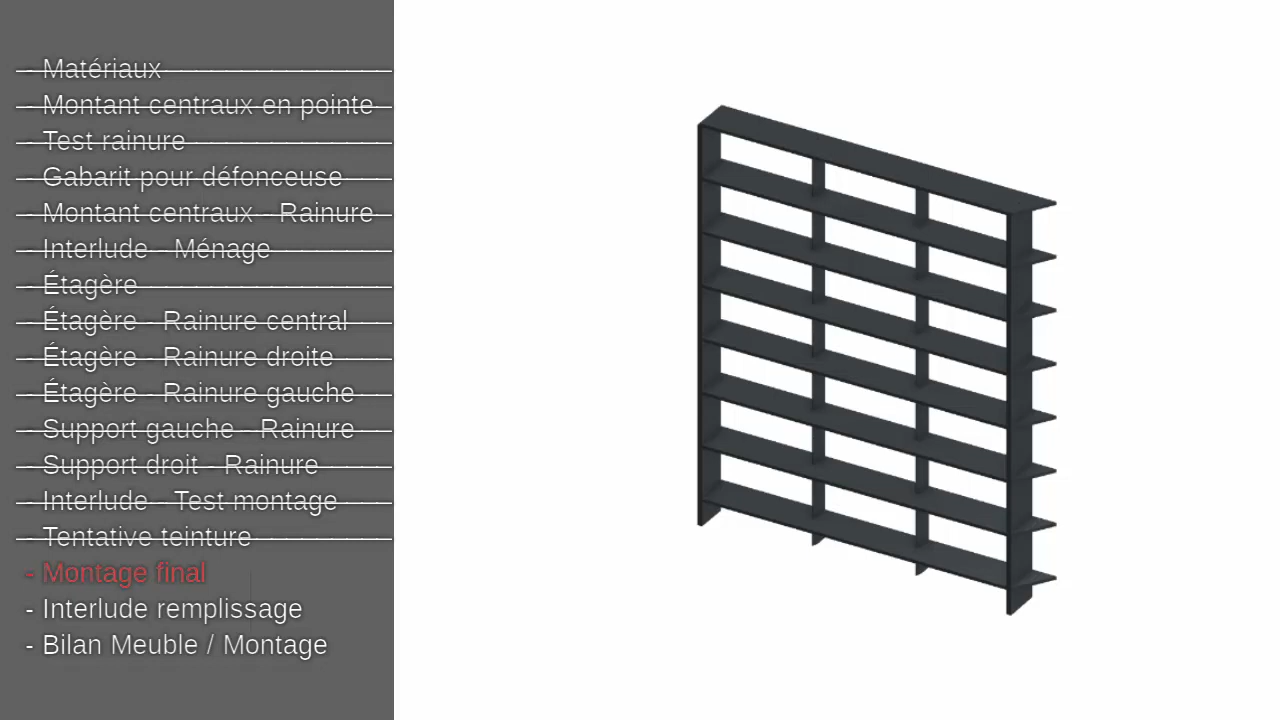 - Matériaux
- Montant centraux en pointe
- Test rainure
- Gabarit pour défonceuse
- Montant centraux - Rainure
- Interlude - Ménage
- Étagère
- Étagère - Rainure central
- Étagère - Rainure droite
- Étagère - Rainure gauche
- Support gauche - Rainure
- Support droit - Rainure
- Interlude - Test montage
- Tentative teinture
- Montage final
- Interlude remplissage
- Bilan Meuble / Montage